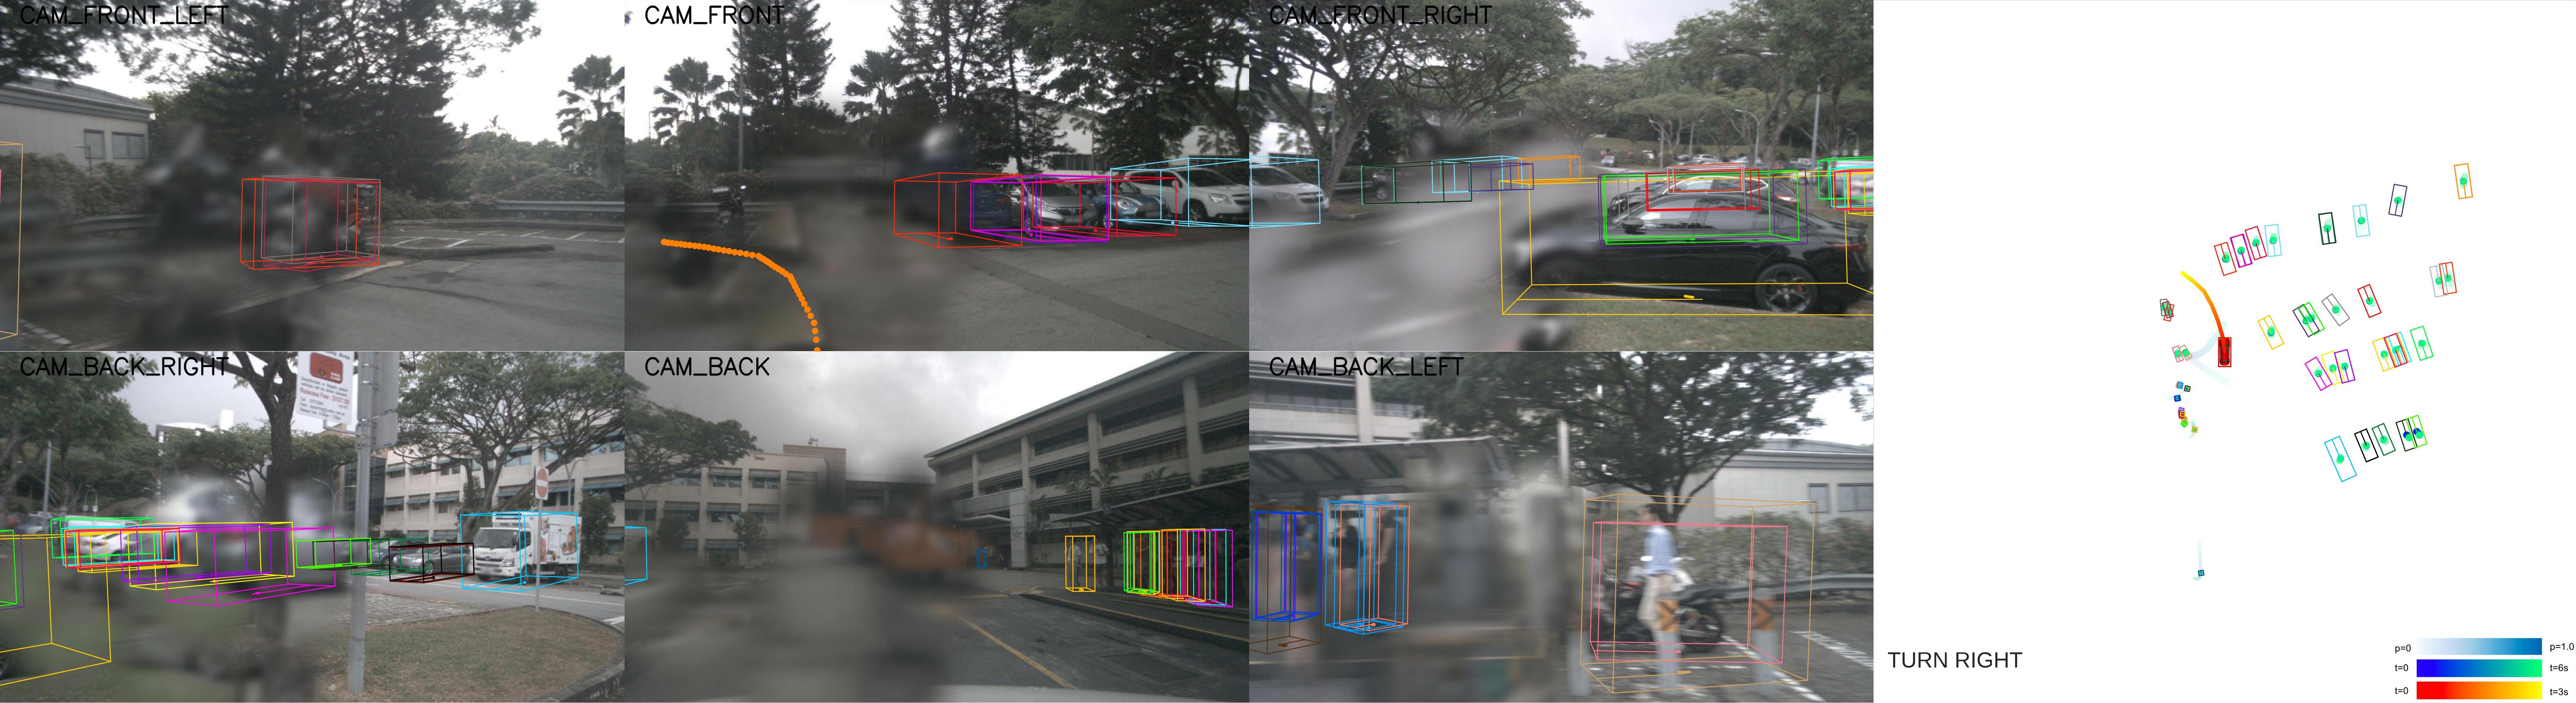 CAM_FRONT_LEFT
CAM_FRONT
CAM_FRONT_RIGHT
CAM_BACK_RIGHT
CAM_BACK
CAM_BACK_LEFT
TURN RIGHT
p=0
p=1.0
t=0
t=6s
t=0
t=3s